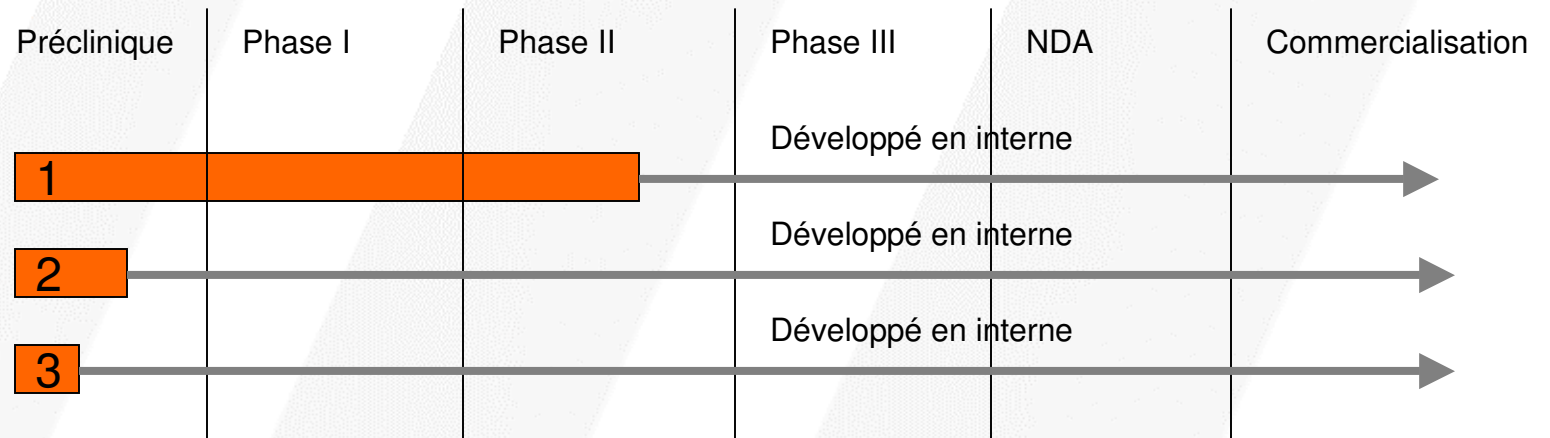 Préclinique Phase I Phase II Phase III NDA Commercialisation
Développé en interne
1
Développé en interne
2
Développé en interne
3